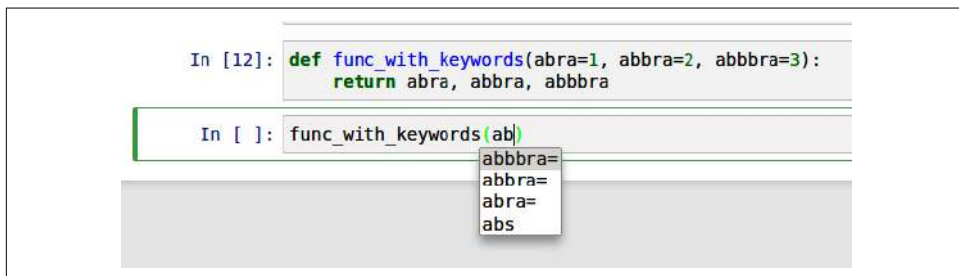 In [12]: def func_with_keywords(abra=1, abbra=2, abbbra=3):
return abra, abbra, abbbra
In [ ]: func_with_keywords(ab)
abbbra=
abbra=
abra=
abs